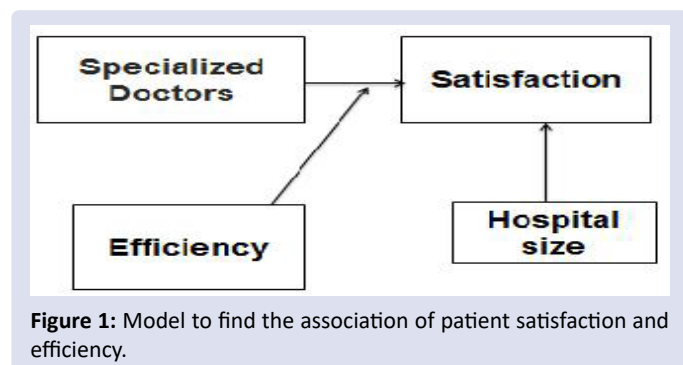 Specialized
Doctors
Satisfaction
Efficiency
Hospital
size
Figure 1: Model to find the association of patient satisfaction and
efficiency.